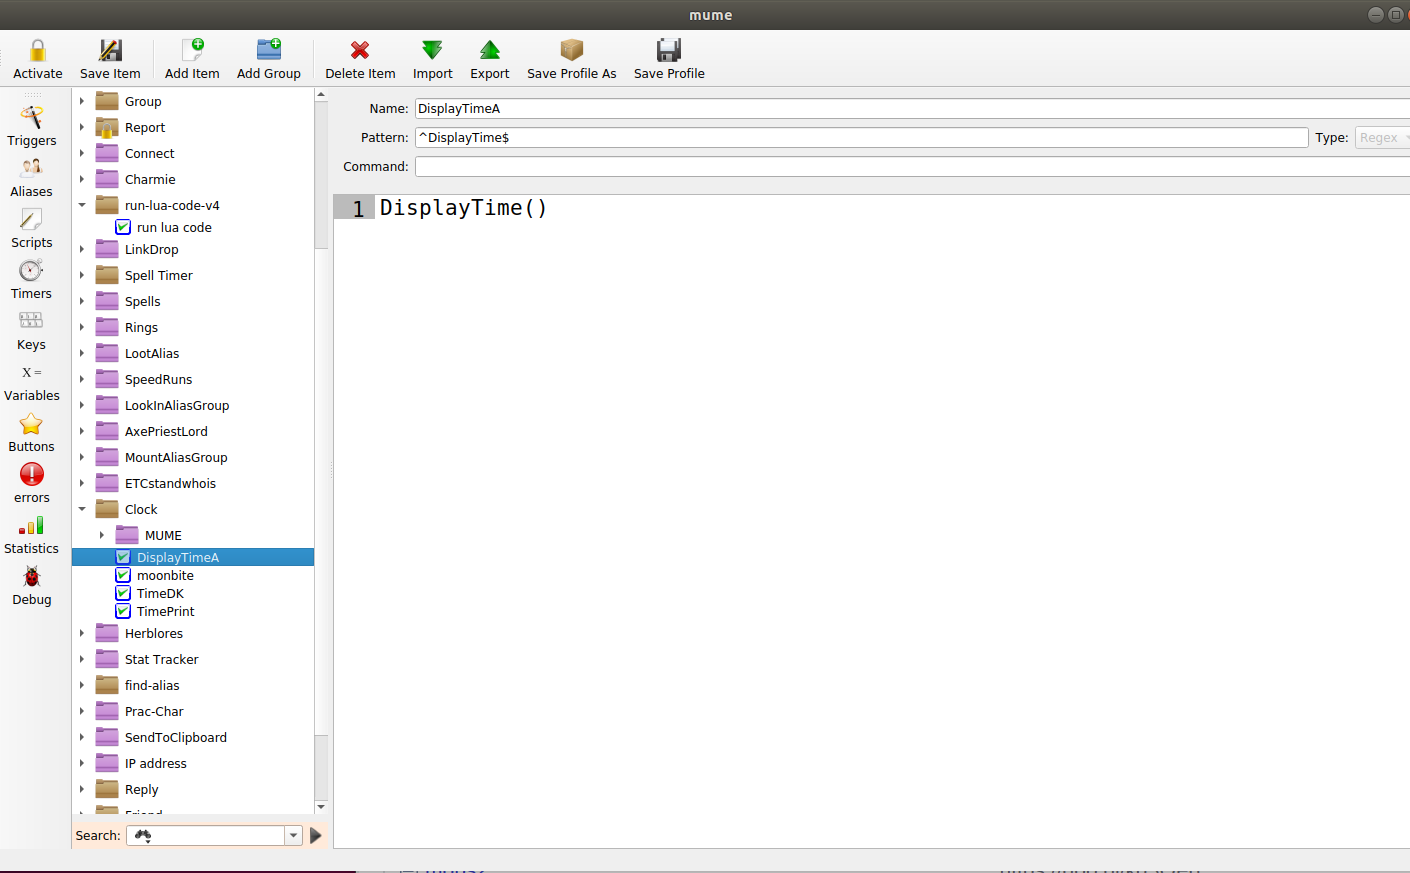 mume
Activate Save Item Add Item Add Group Delete Item Import Export Save Profile As Save Profile
Triggers
Aliases
Scripts
Timers
Keys
X =
Variables
Buttons
errors
Statistics
Debug
Group
Report
Connect
Charmie
run-lua-code-v4
run lua code
LinkDrop
Spell Timer
Spells
Rings
LootAlias
SpeedRuns
LookInAliasGroup
AxePriestLord
MountAliasGroup
ETCstandwhois
Clock
MUME
DisplayTimeA
moonbite
TimeDK
TimePrint
Herblores
Stat Tracker
find-alias
Prac-Char
SendToClipboard
IP address
Reply
Friend
Search:
Name: DisplayTimeA
Pattern: ^DisplayTime$ Type: Regex
Command:
1 DisplayTime()